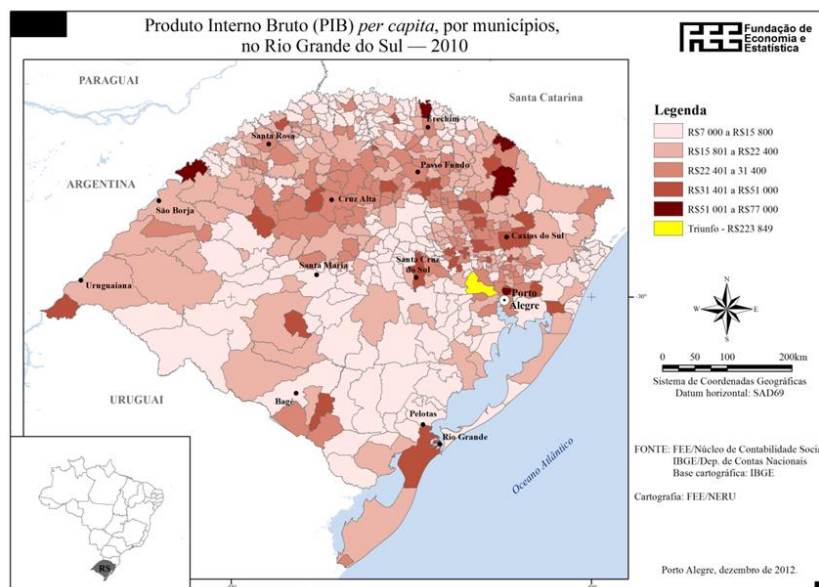 Produto Interno Bruto (PIB) per capita, por municípios,
no Rio Grande do Sul — 2010
FEE Fundação de
Economia e
Estatística
PARAGUAI
Santa Catarina
ARGENTINA
URUGUAI
Oceano Atlântico
Erechim
Santa Rosa
Passo Fundo
Cruz Alta
São Borja
Caxias do Sul
Santa Maria
Santa Cruz
do Sul
Uruguaiana
Porto
Alegre
Bagé
Pelotas
Rio Grande
-30°
Legenda
R$7 000 a R$15 800
R$15 801 a R$22 400
R$22 401 a 31 400
R$31 401 a R$51 000
R$51 001 a R$77 000
Triunfo - R$223 849
N
W
E
S
0 50 100 200km
Sistema de Coordenadas Geográficas
Datum horizontal: SAD69
FONTE: FEE/Núcleo de Contabilidade Socia
IBGE/Dep. de Contas Nacionais
Base cartográfica: IBGE
Cartografia: FEE/NERU
Porto Alegre, dezembro de 2012.
RS